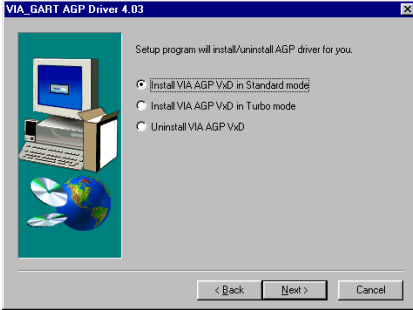 VIA_GART AGP Driver 4.03
Setup program will install/uninstall AGP driver for you.
Install VIA AGP VxD in Standard mode
Install VIA AGP VxD in Turbo mode
Uninstall VIA AGP VxD
< Back
Next >
Cancel